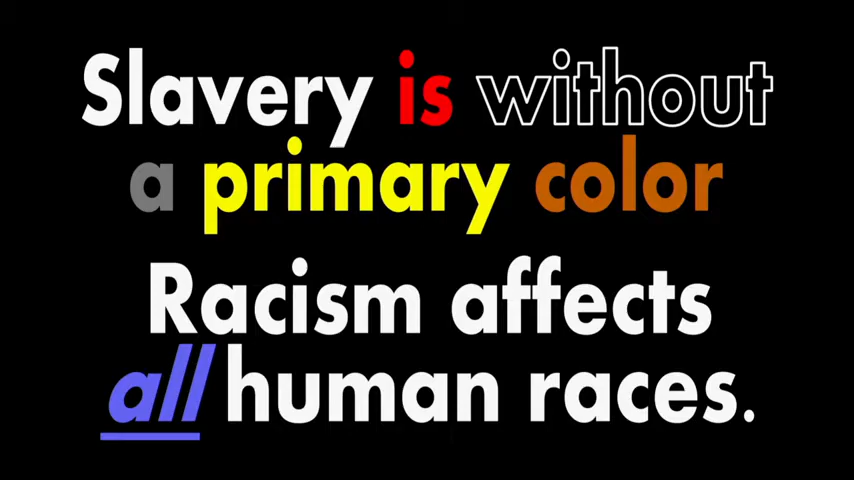 Slavery is without
a primary color
Racism affects
all human races.